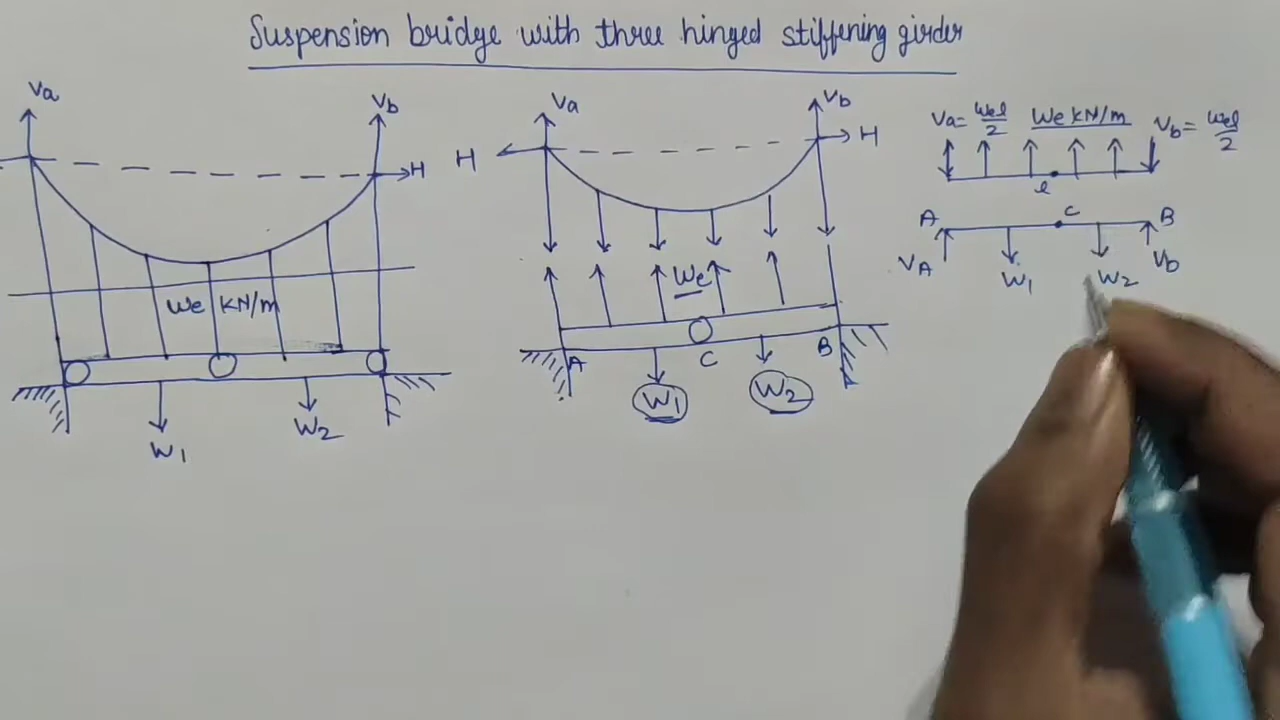 Suspension bridge with three hinged stiffening girder
Va
Vb
H
We kN/m
W1
W2
Va
Vb
H
H
We
A
C
B
W1
W2
Va = Wel/2
We kN/m
Vb = Wel/2
l
A
C
B
VA
W1
W2
Vb